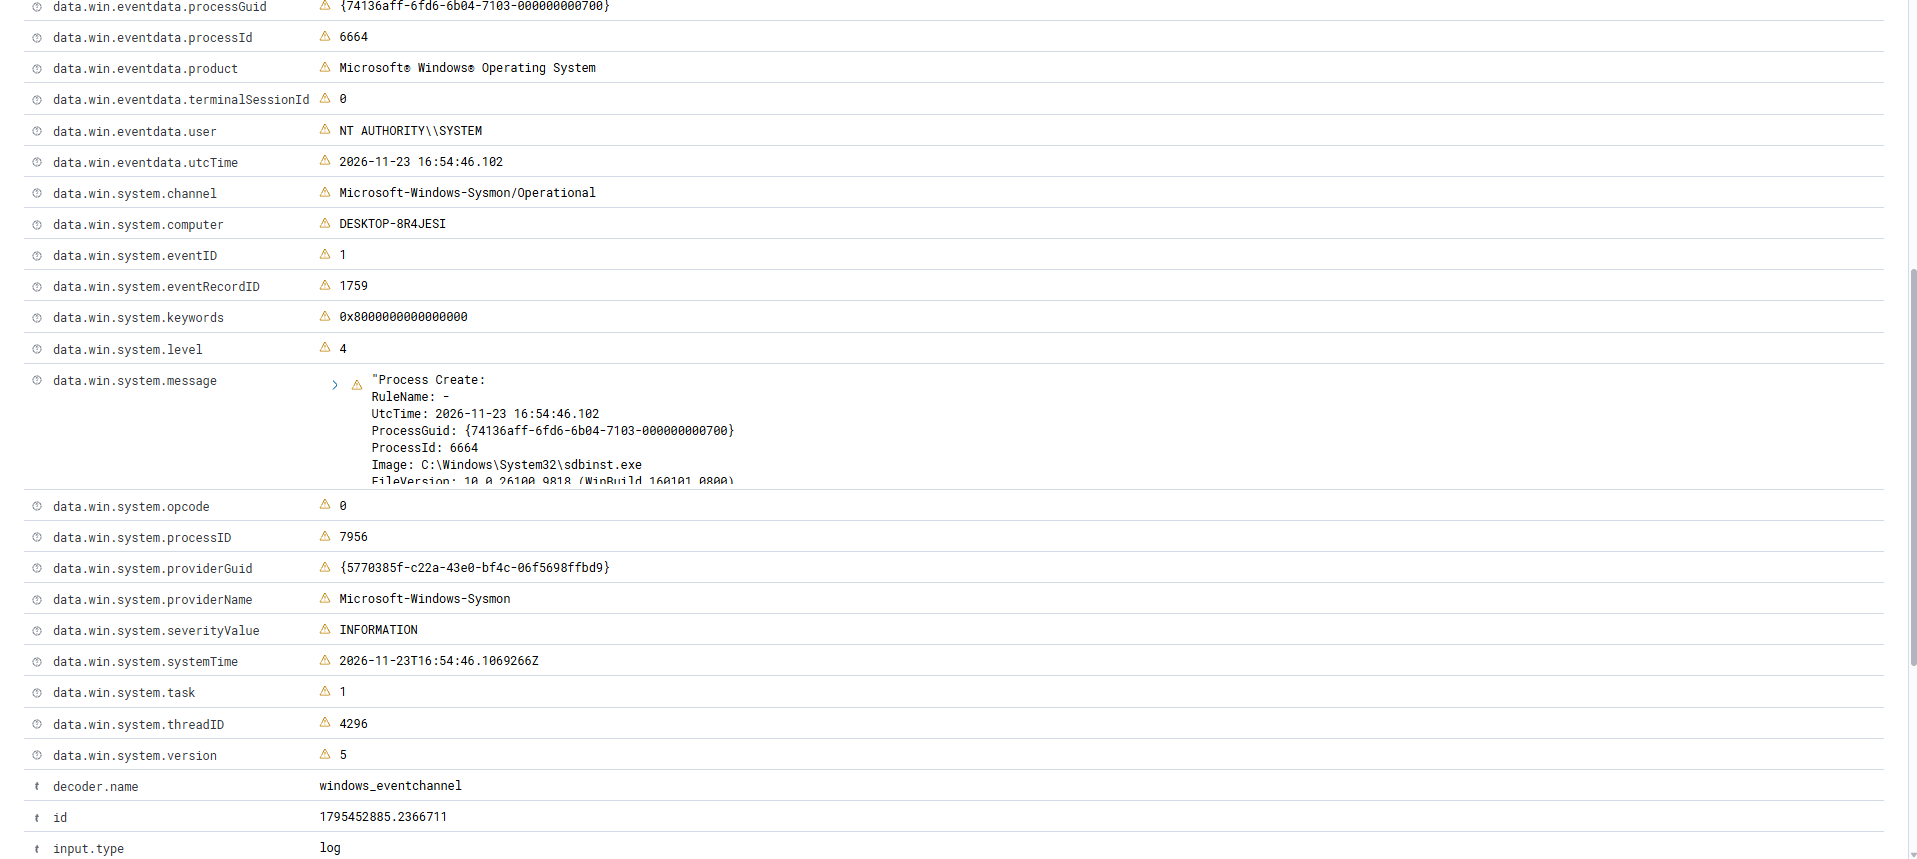 data.win.eventdata.processGuid {74136aff-6fd6-6b04-7103-000000000700}
data.win.eventdata.processId 6664
data.win.eventdata.product Microsoft® Windows® Operating System
data.win.eventdata.terminalSessionId 0
data.win.eventdata.user NT AUTHORITY\\SYSTEM
data.win.eventdata.utcTime 2026-11-23 16:54:46.102
data.win.system.channel Microsoft-Windows-Sysmon/Operational
data.win.system.computer DESKTOP-8R4JESI
data.win.system.eventID 1
data.win.system.eventRecordID 1759
data.win.system.keywords 0x8000000000000000
data.win.system.level 4
data.win.system.message "Process Create:
RuleName: -
UtcTime: 2026-11-23 16:54:46.102
ProcessGuid: {74136aff-6fd6-6b04-7103-000000000700}
ProcessId: 6664
Image: C:\Windows\System32\sdbinst.exe
FileVersion: 10.0.26100.9818 (WinBuild.160101.0800)
data.win.system.opcode 0
data.win.system.processID 7956
data.win.system.providerGuid {5770385f-c22a-43e0-bf4c-06f5698ffbd9}
data.win.system.providerName Microsoft-Windows-Sysmon
data.win.system.severityValue INFORMATION
data.win.system.systemTime 2026-11-23T16:54:46.1069266Z
data.win.system.task 1
data.win.system.threadID 4296
data.win.system.version 5
t decoder.name windows_eventchannel
t id 1795452885.2366711
t input.type log